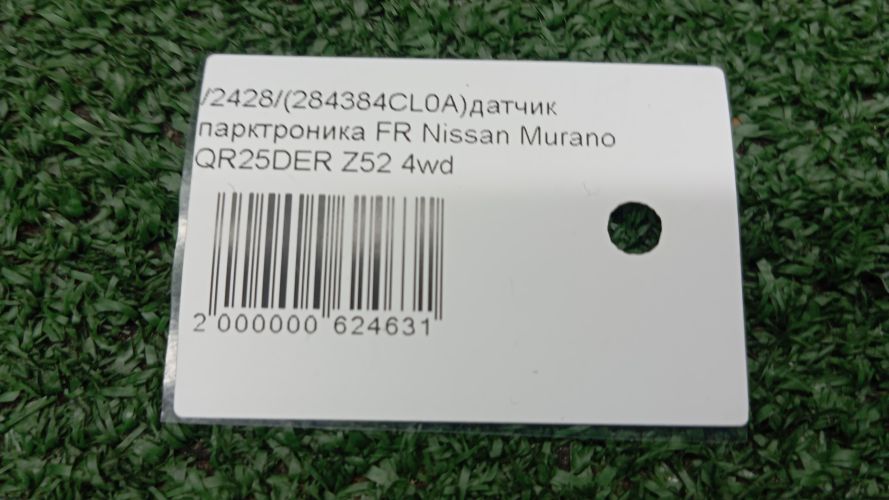 /2428/(284384CL0A)датчик
парктроника FR Nissan Murano
QR25DER Z52 4wd
2 000000 624631